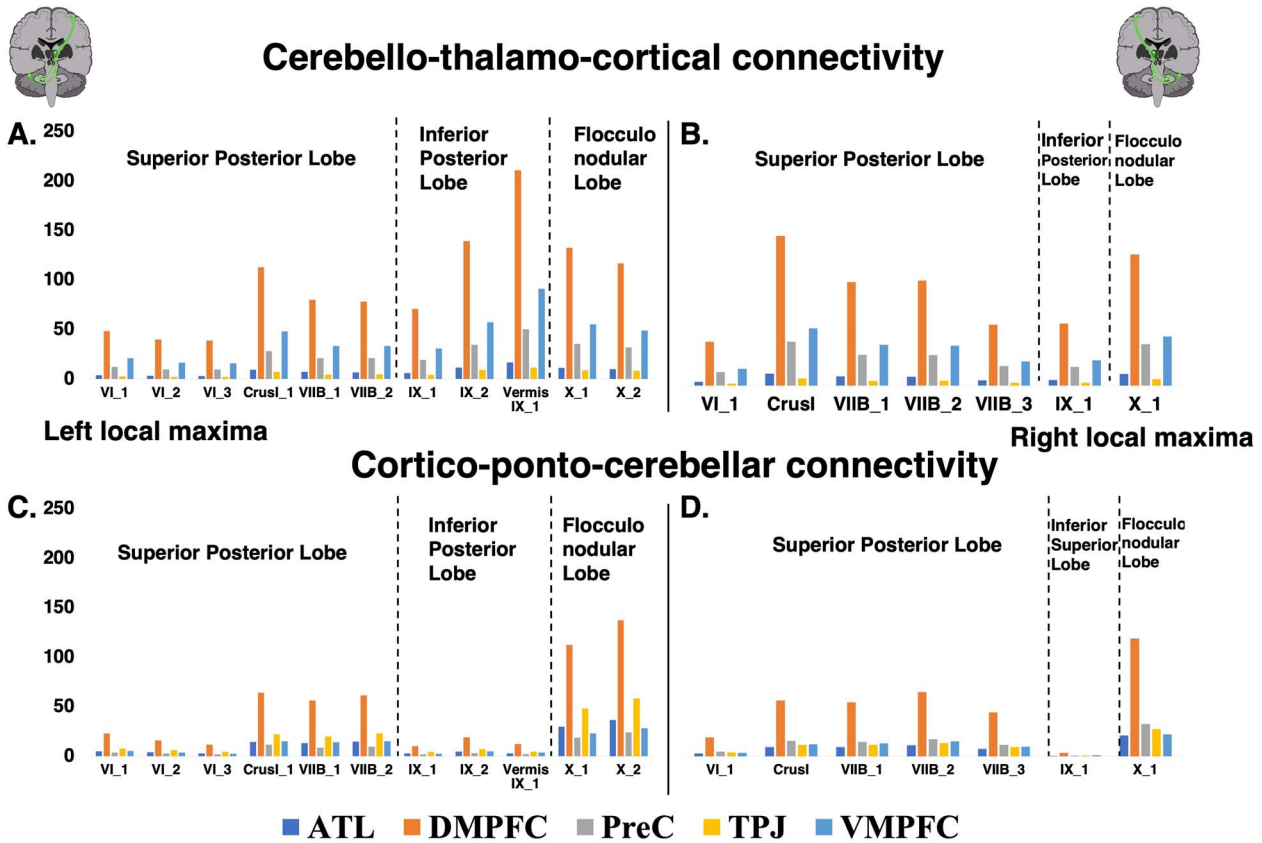 Cerebello-thalamo-cortical connectivity
A.
250
200
150
100
50
0
Superior Posterior Lobe
Inferior
Posterior
Lobe
Flocculo
nodular
Lobe
VI_1 VI_2 VI_3 CrusI_1 VIIB_1 VIIB_2 IX_1 IX_2 Vermis X_1 X_2
IX_1
B.
Superior Posterior Lobe
Inferior
Posterior
Lobe
Flocculo
nodular
Lobe
VI_1 CrusI VIIB_1 VIIB_2 VIIB_3 IX_1 X_1
Left local maxima
Right local maxima
Cortico-ponto-cerebellar connectivity
C.
250
200
150
100
50
0
Superior Posterior Lobe
Inferior
Posterior
Lobe
Flocculo
nodular
Lobe
VI_1 VI_2 VI_3 CrusI_1 VIIB_1 VIIB_2 IX_1 IX_2 Vermis X_1 X_2
IX_1
D.
Superior Posterior Lobe
Inferior
Superior
Lobe
Flocculo
nodular
Lobe
VI_1 CrusI VIIB_1 VIIB_2 VIIB_3 IX_1 X_1
ATL DMPFC PreC TPJ VMPFC